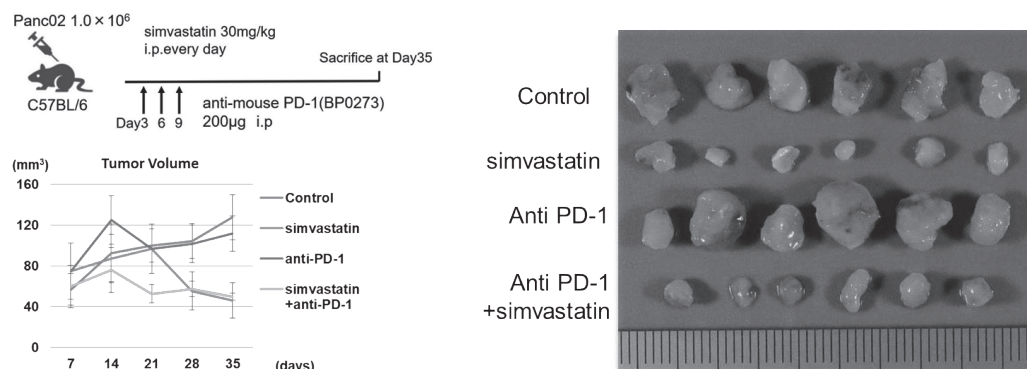 Panc02 1.0×10⁶
simvastatin 30mg/kg
i.p.every day
Sacrifice at Day35
C57BL/6
Day3 6 9
anti-mouse PD-1(BP0273)
200μg i.p
(mm³)
Tumor Volume
160
120
80
40
0
7 14 21 28 35 (days)
Control
simvastatin
anti-PD-1
simvastatin
+anti-PD-1
Control
simvastatin
Anti PD-1
Anti PD-1
+simvastatin